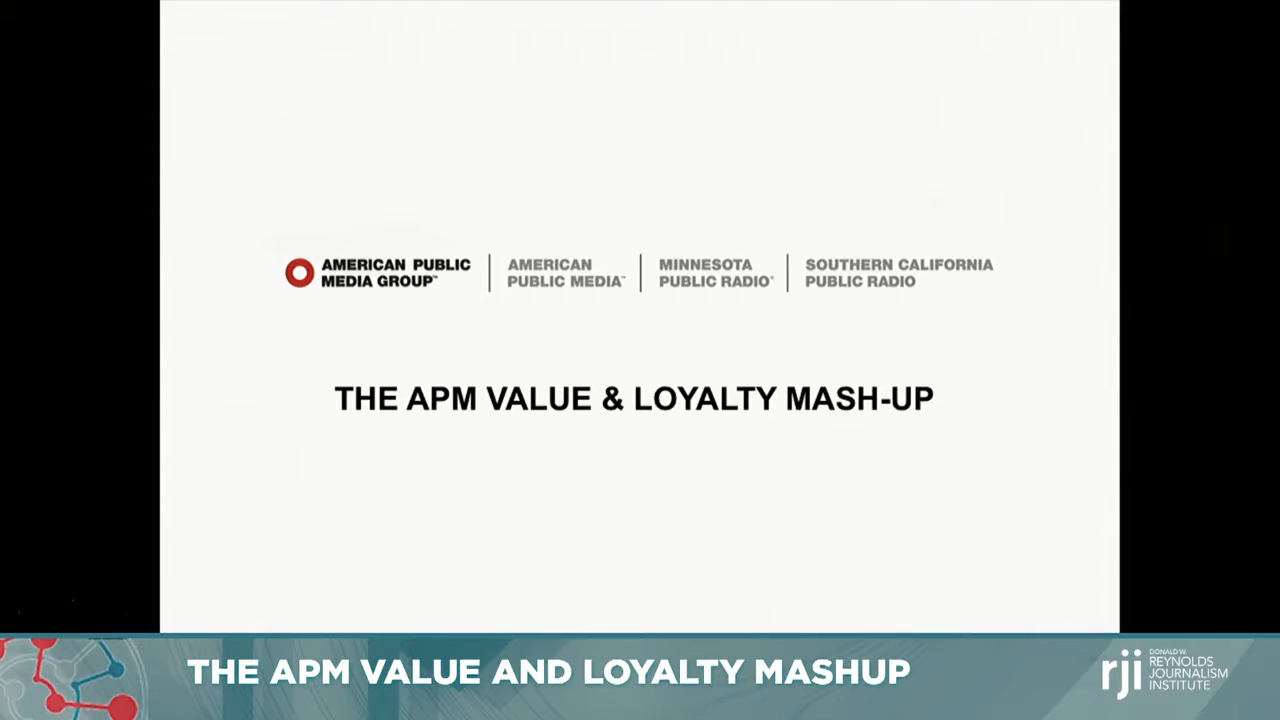 AMERICAN PUBLIC
MEDIA GROUP™
AMERICAN
PUBLIC MEDIA™
MINNESOTA
PUBLIC RADIO®
SOUTHERN CALIFORNIA
PUBLIC RADIO
THE APM VALUE & LOYALTY MASH-UP
THE APM VALUE AND LOYALTY MASHUP
rji
DONALD W.
REYNOLDS
JOURNALISM
INSTITUTE